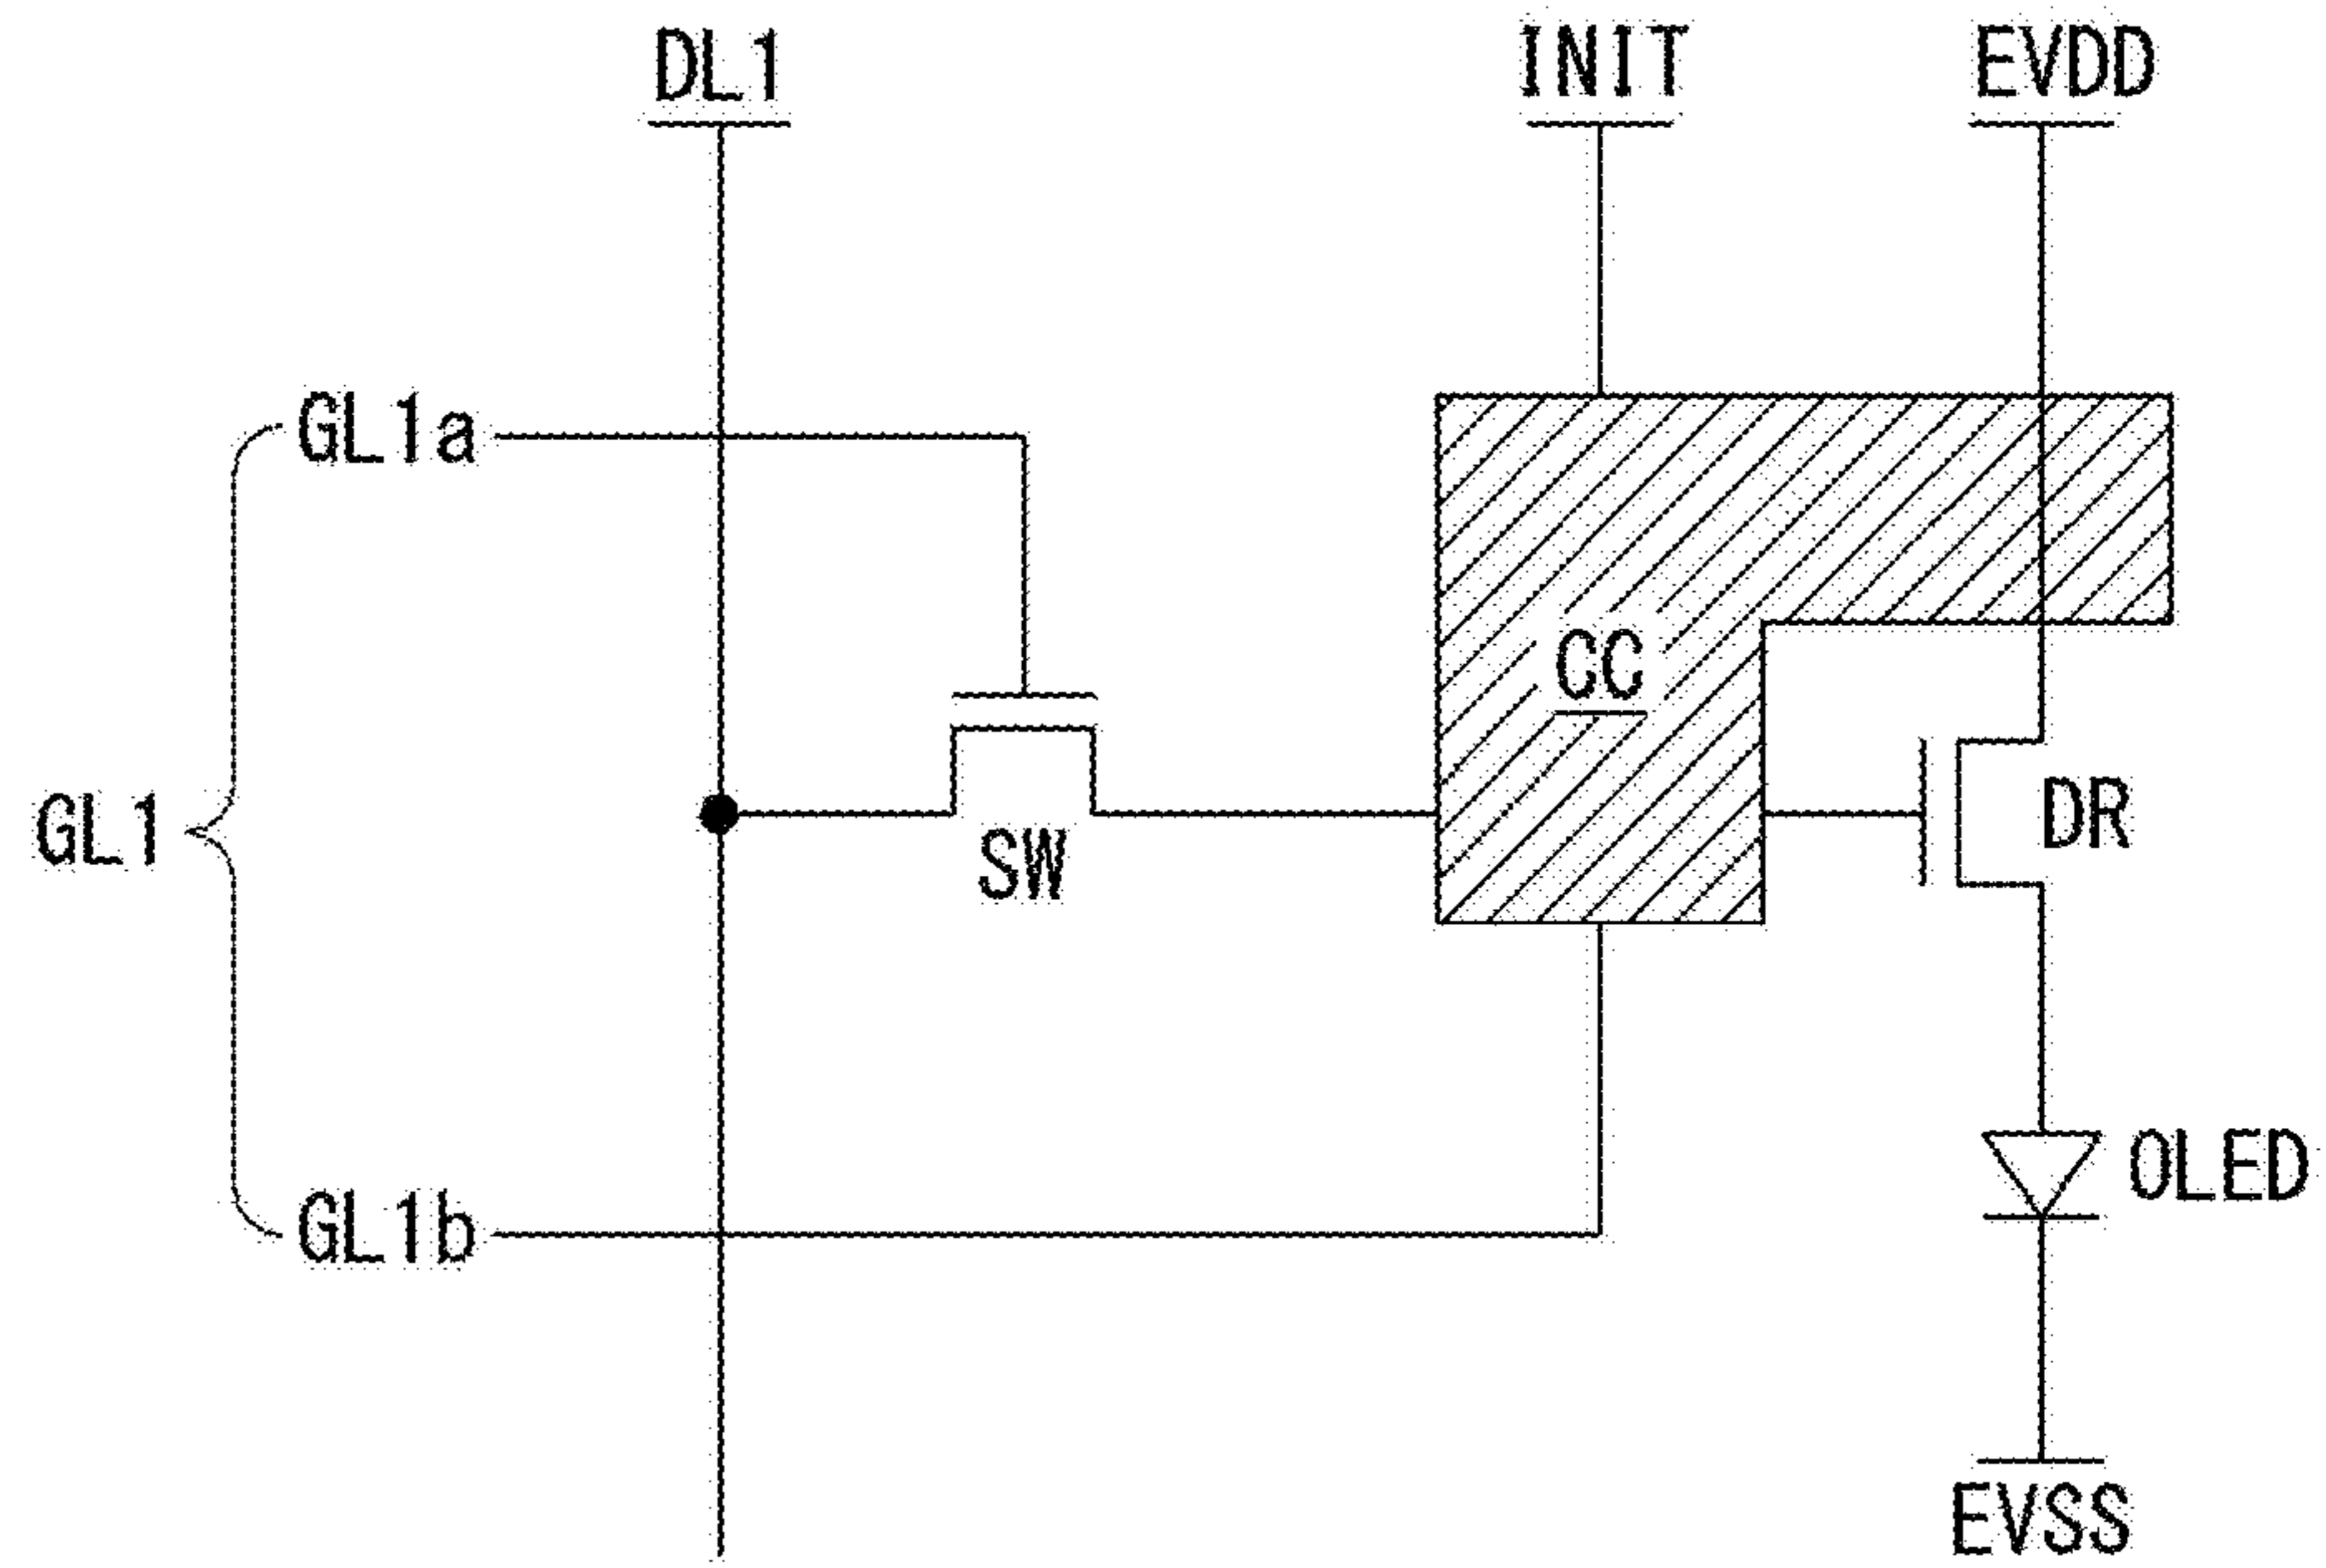 DL1
INIT
EVDD
GL1a
CC
GL1
SW
DR
OLED
GL1b
EVSS